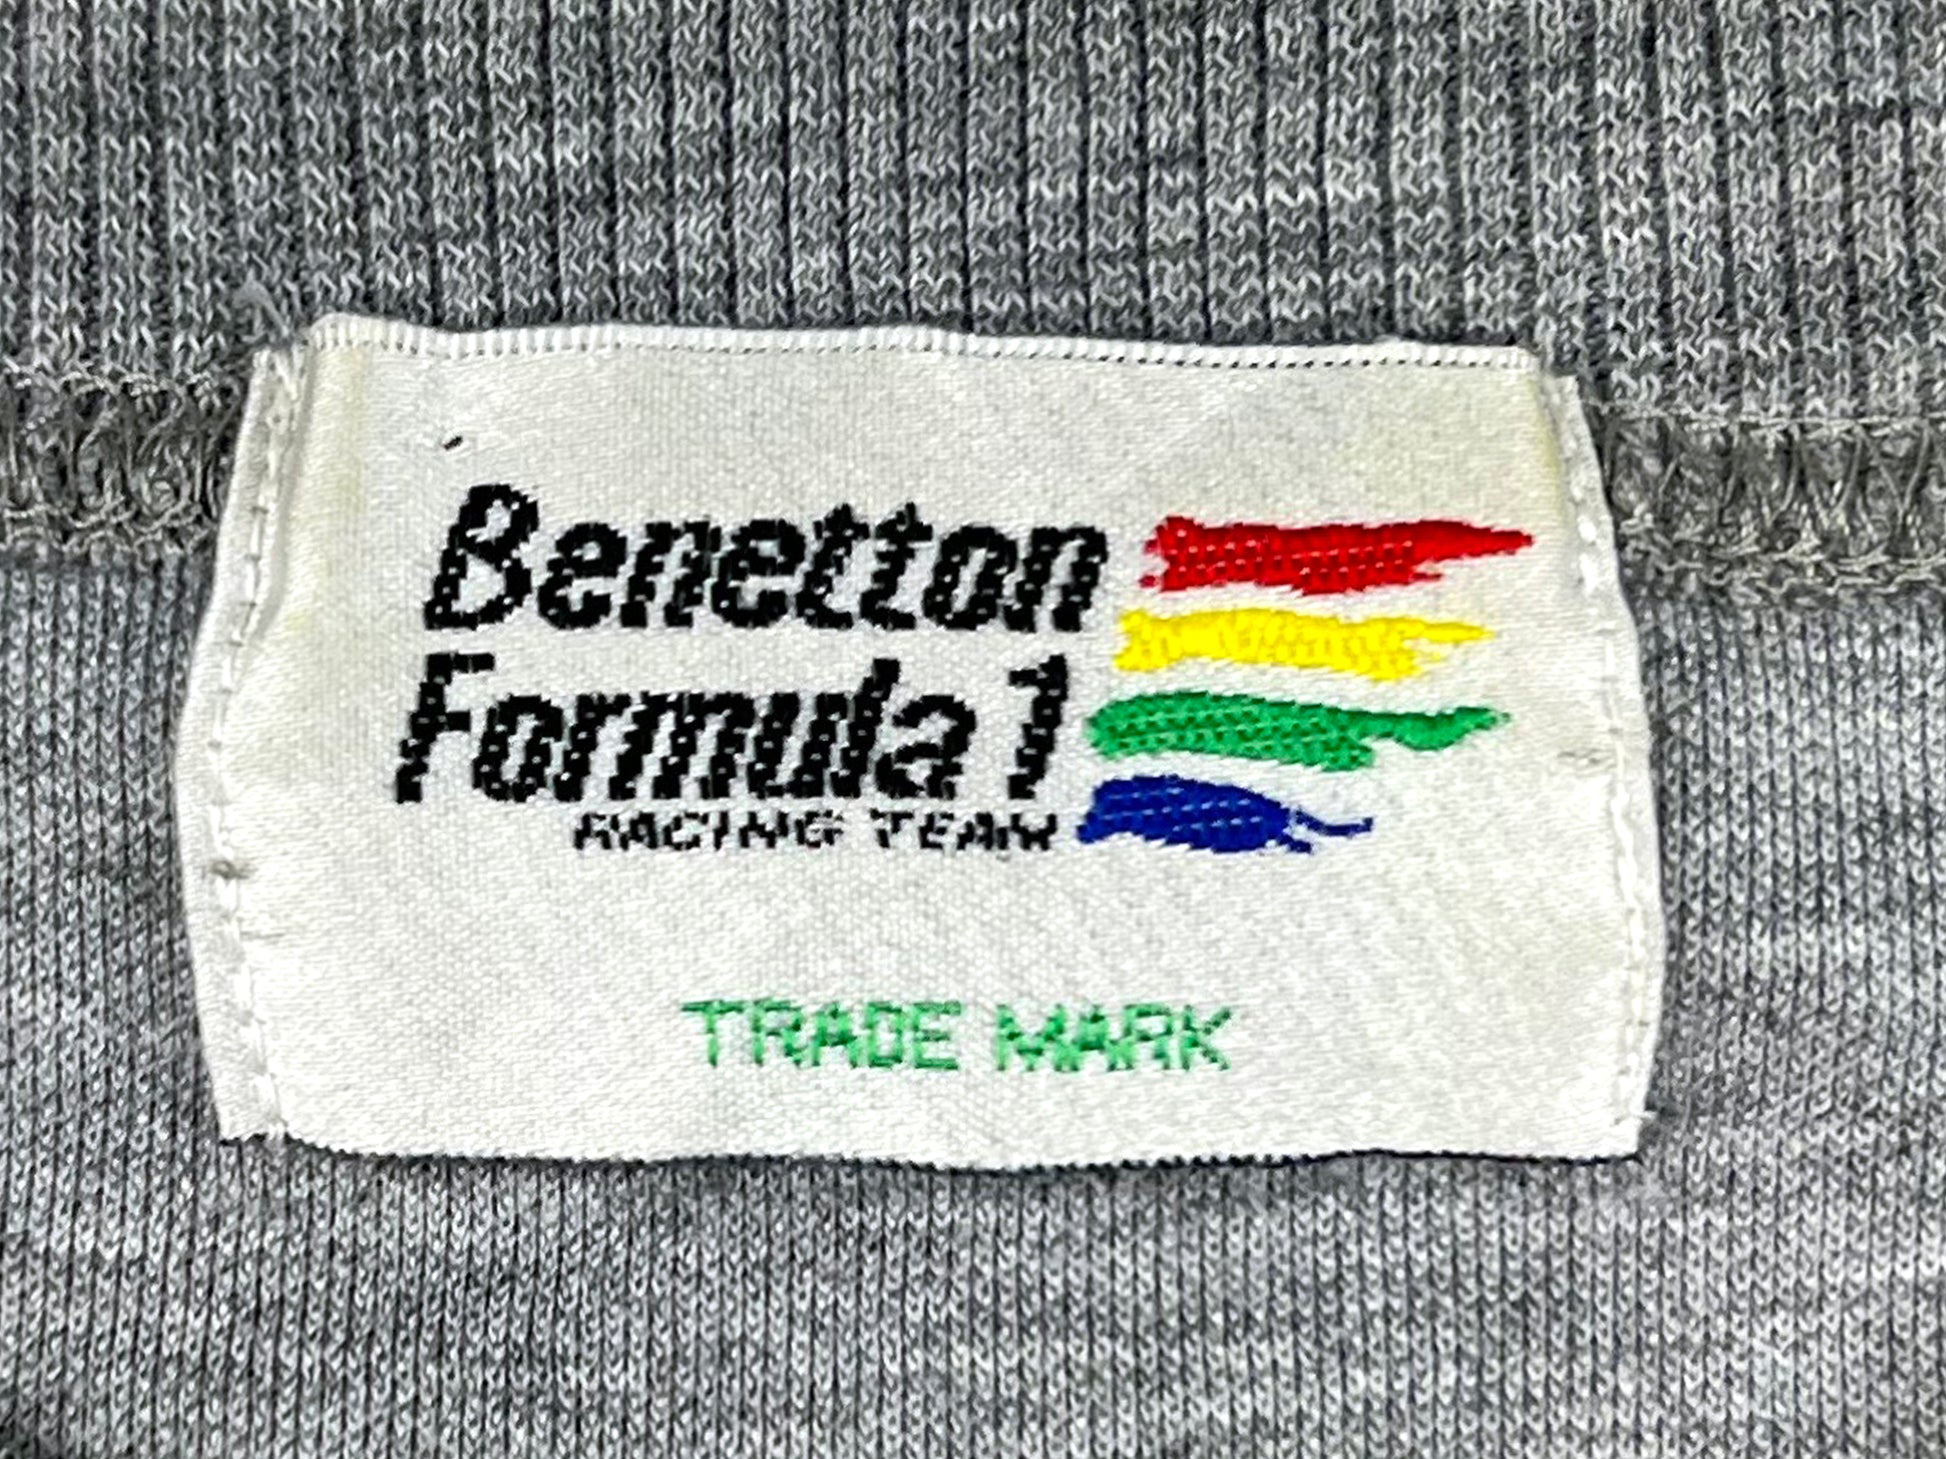 Benetton
Formula 1
RACING TEAM
TRADE MARK